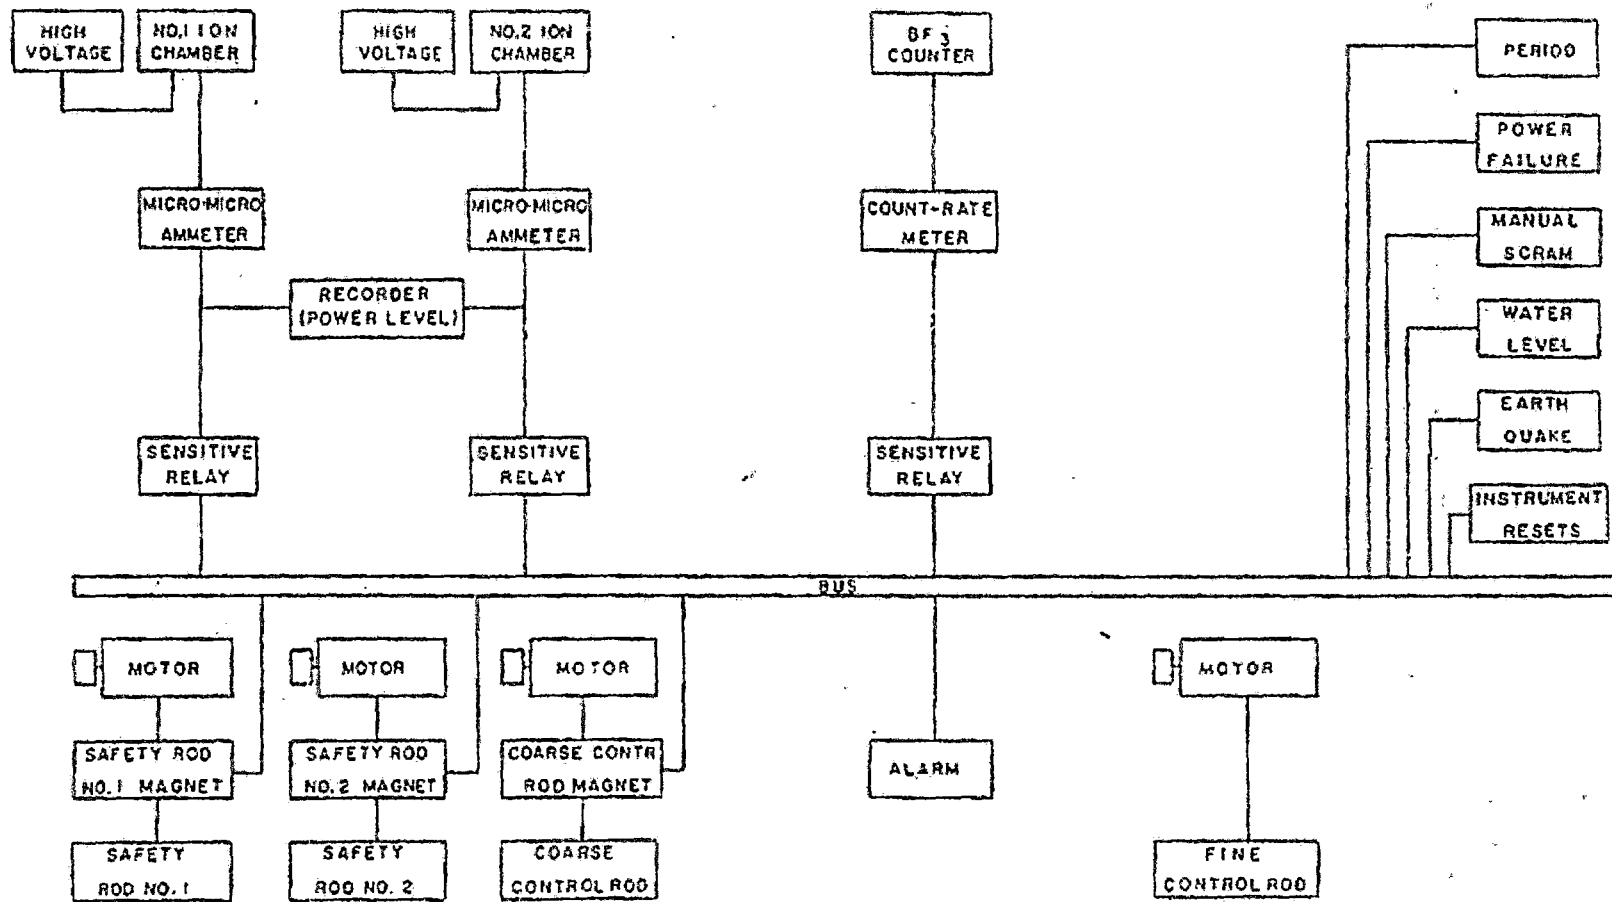 HIGH
VOLTAGE
NO.1 ION
CHAMBER
HIGH
VOLTAGE
NO.2 ION
CHAMBER
BF3
COUNTER
PERIOD
POWER
FAILURE
MICRO-MICRO
AMMETER
MICRO-MICRO
AMMETER
COUNT-RATE
METER
MANUAL
SCRAM
RECORDER
(POWER LEVEL)
WATER
LEVEL
EARTH
QUAKE
SENSITIVE
RELAY
SENSITIVE
RELAY
SENSITIVE
RELAY
INSTRUMENT
RESETS
BUS
MOTOR
MOTOR
MOTOR
MOTOR
SAFETY ROD
NO.1 MAGNET
SAFETY ROD
NO.2 MAGNET
COARSE CONTR
ROD MAGNET
ALARM
SAFETY
ROD NO.1
SAFETY
ROD NO. 2
COARSE
CONTROL ROD
FINE
CONTROL ROD